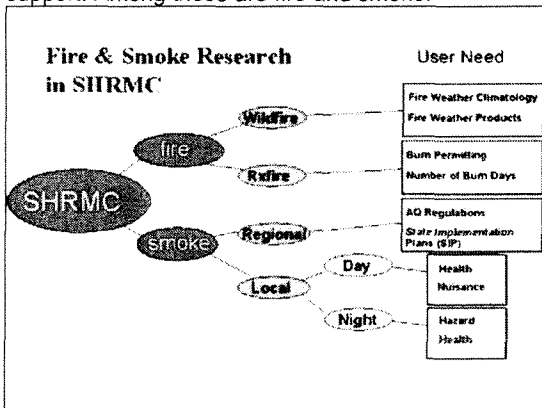 support. Among these are fire and smoke.
Fire & Smoke Research
in SHRMC
User Need
Wildfire
Fire Weather Climatology
Fire Weather Products
fire
Rxfire
Burn Permitting
Number of Burn Days
SHRMC
smoke
Regional
AQ Regulations
State Implementation
Plans (SIP)
Local
Day
Health
Nuisance
Night
Hazard
Health